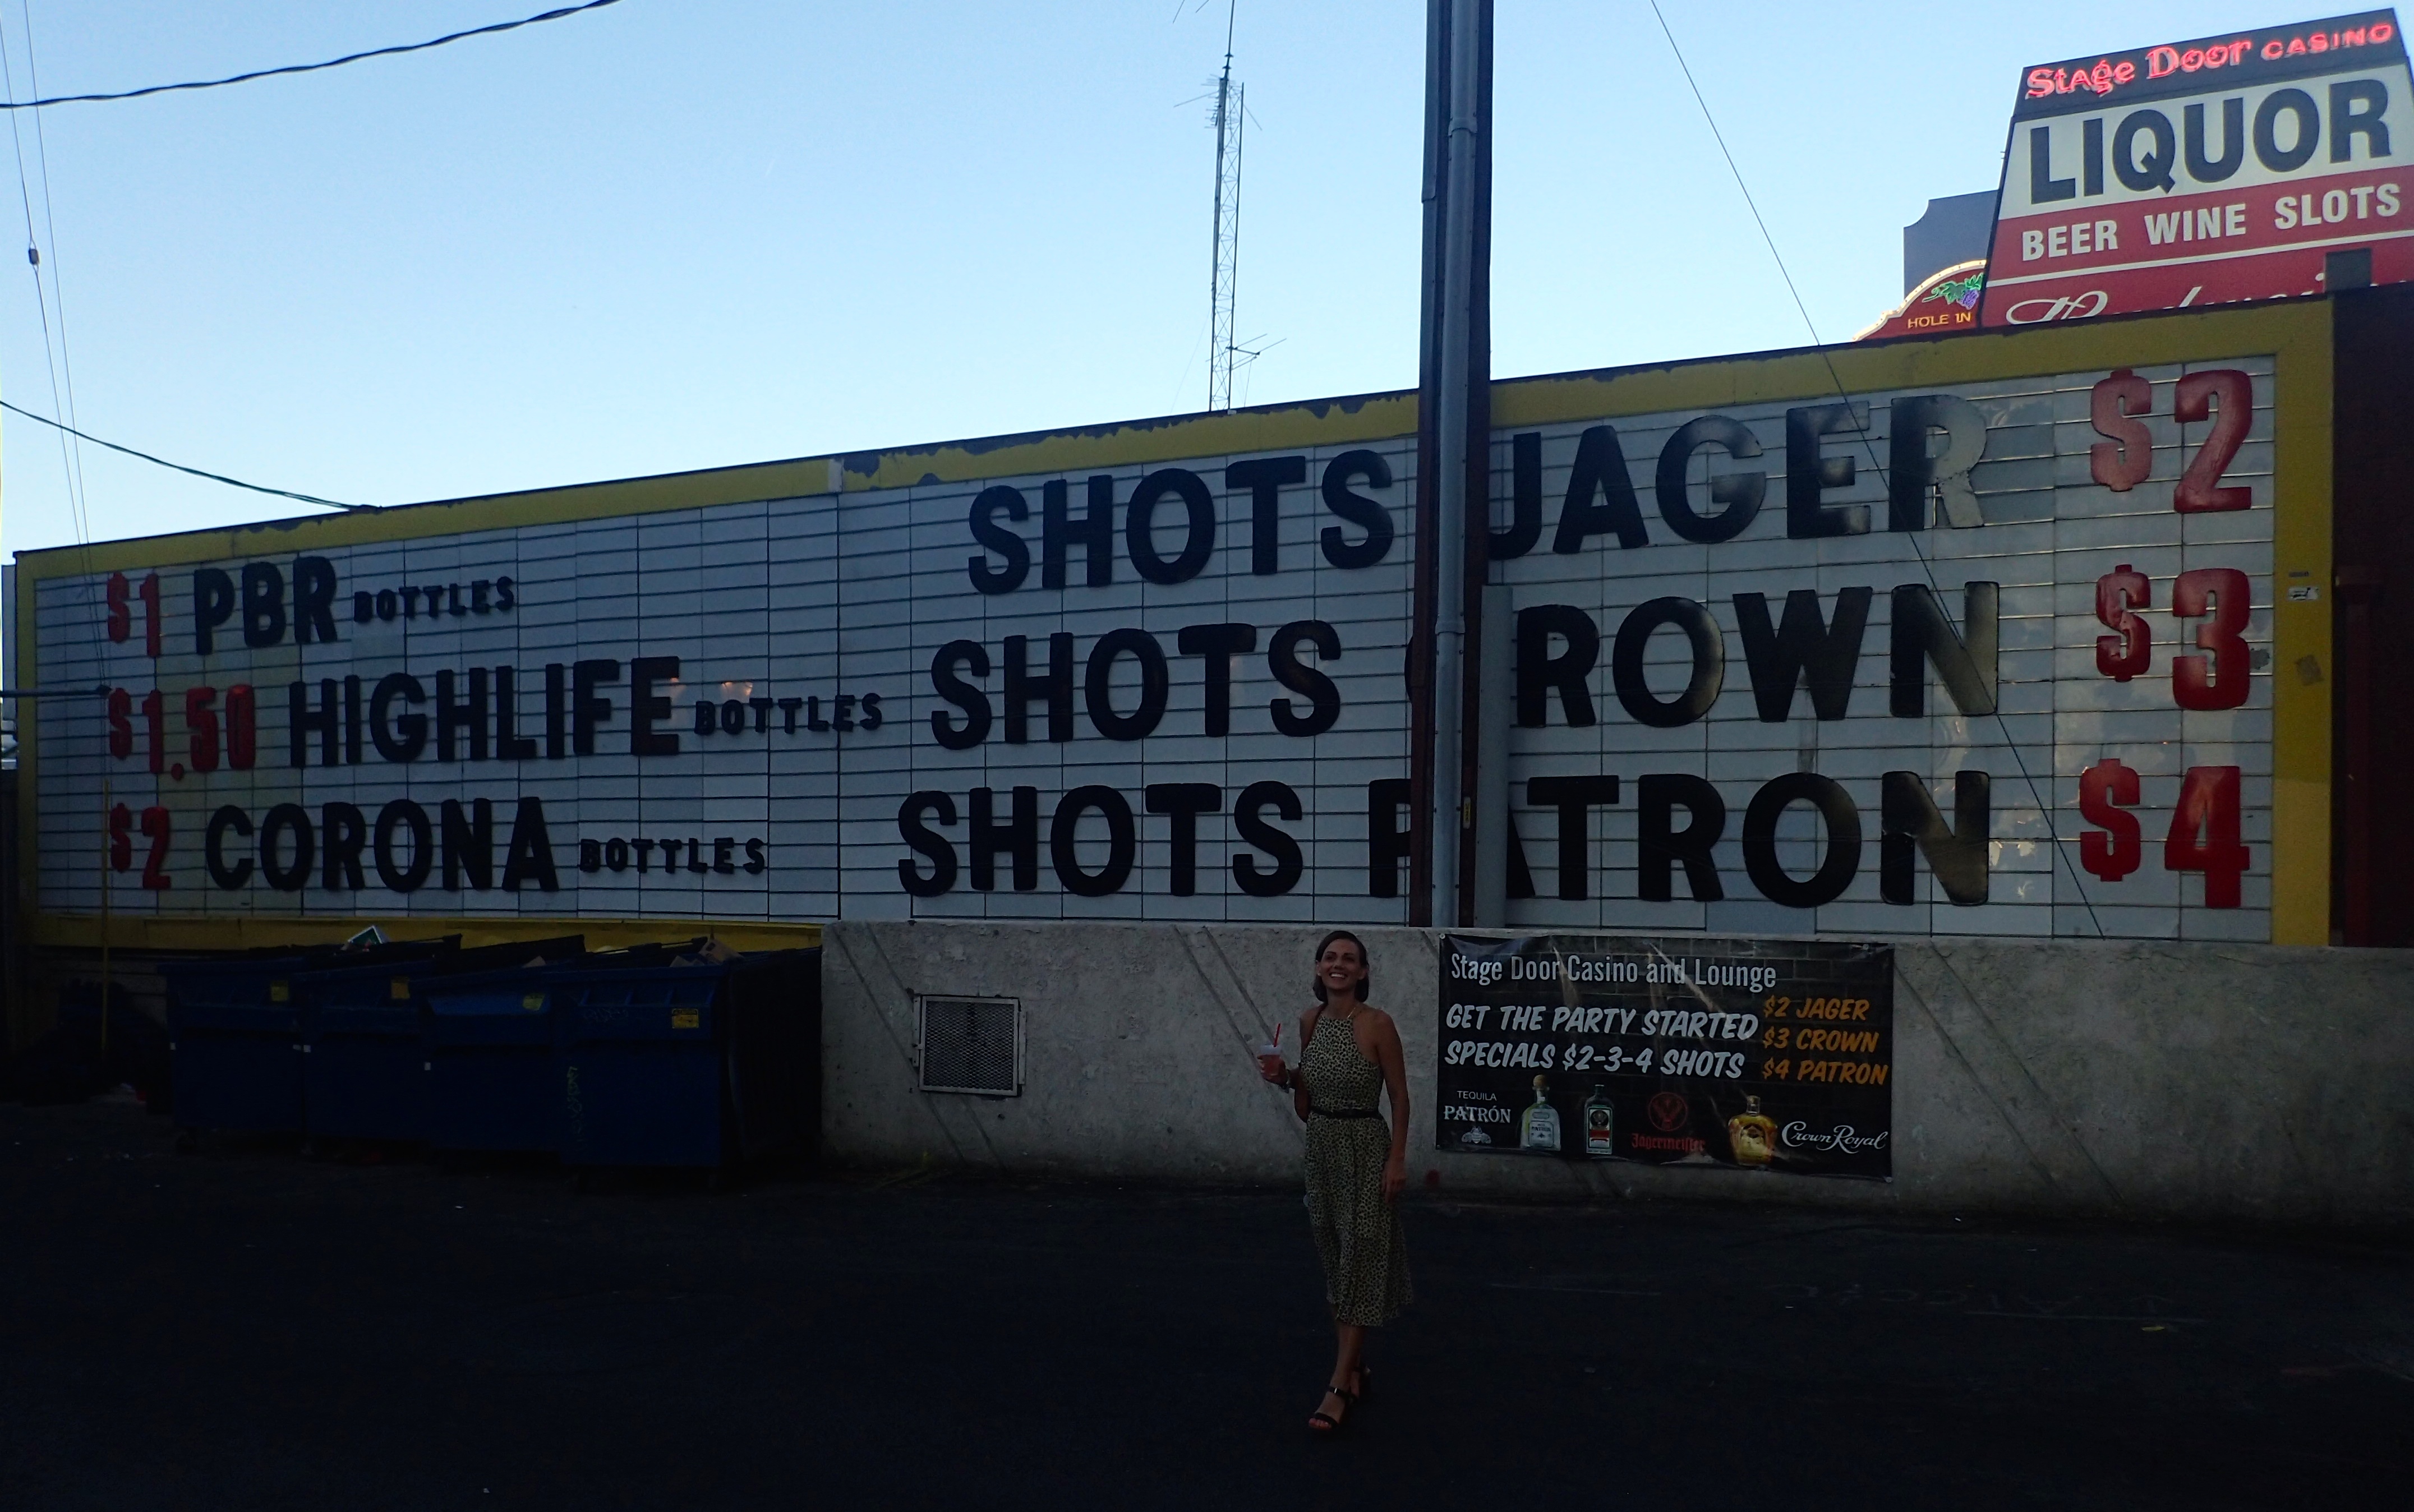 Stage Door CASINO
LIQUOR
BEER WINE SLOTS
HOLE IN
$1 PBR BOTTLES
$1.50 HIGHLIFE BOTTLES
$2 CORONA BOTTLES
SHOTS JAGER $2
SHOTS CROWN $3
SHOTS PATRON $4
Stage Door Casino and Lounge
GET THE PARTY STARTED
SPECIALS $2-3-4 SHOTS
$2 JAGER
$3 CROWN
$4 PATRON
TEQUILA
PATRÓN
Jägermeister
Crown Royal